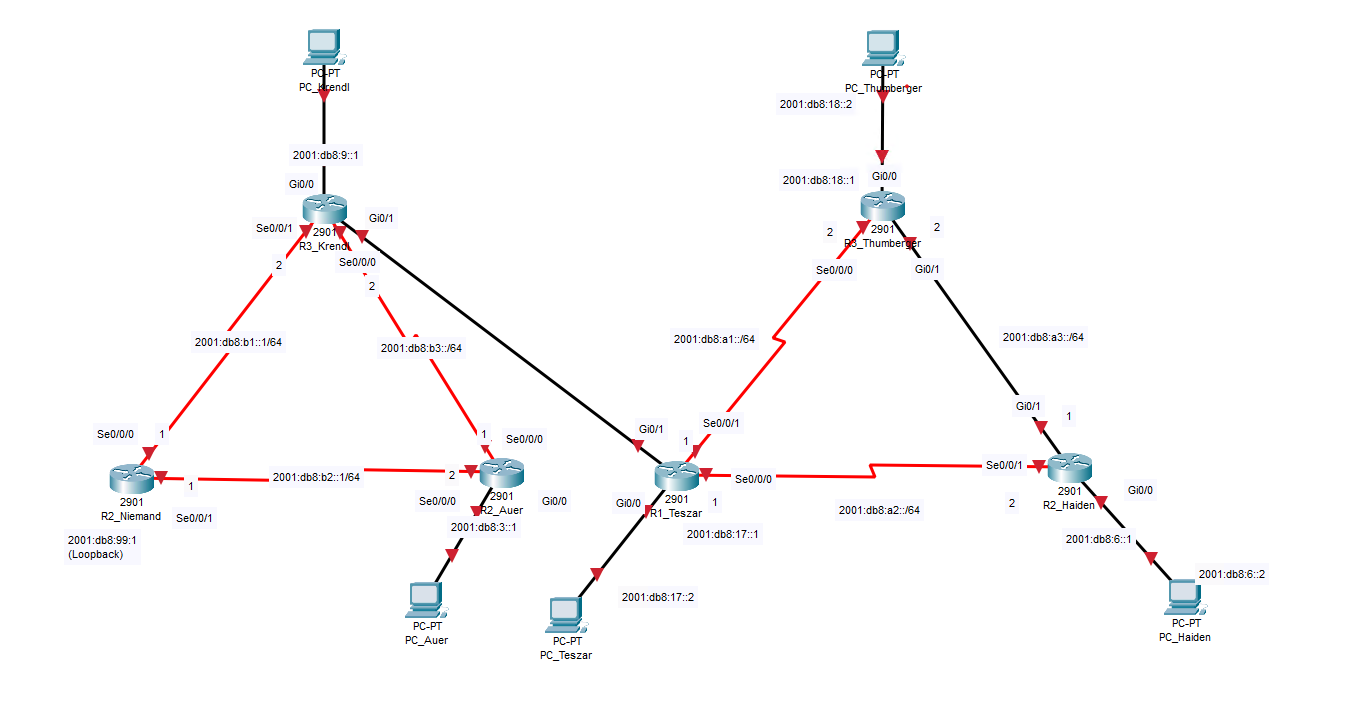 PC-PT
PC_Krendl
PC-PT
PC_Thumberger
2001:db8:18::2
2001:db8:9::1
Gi0/0
2001:db8:18::1
Gi0/0
Gi0/1
Se0/0/1
2901
R3_Krendl
2
2901
R3_Thumberger
2
Se0/0/0
2
2
Se0/0/0
Gi0/1
2001:db8:b1::1/64
2001:db8:b3::/64
2001:db8:a1::/64
2001:db8:a3::/64
Gi0/1
1
Se0/0/0
1
1
Se0/0/0
Gi0/1
1
Se0/0/1
2001:db8:b2::1/64
2
Se0/0/0
Se0/0/1
1
2901
R2_Niemand
Se0/0/1
2901
R2_Auer
Se0/0/0
Gi0/0
Gi0/0
2901
R1_Teszar
1
2901
R2_Haiden
2
Gi0/0
2001:db8:a2::/64
2001:db8:99:1
(Loopback)
2001:db8:3::1
2001:db8:17::1
2001:db8:6::1
2001:db8:6::2
2001:db8:17::2
PC-PT
PC_Auer
PC-PT
PC_Teszar
PC-PT
PC_Haiden